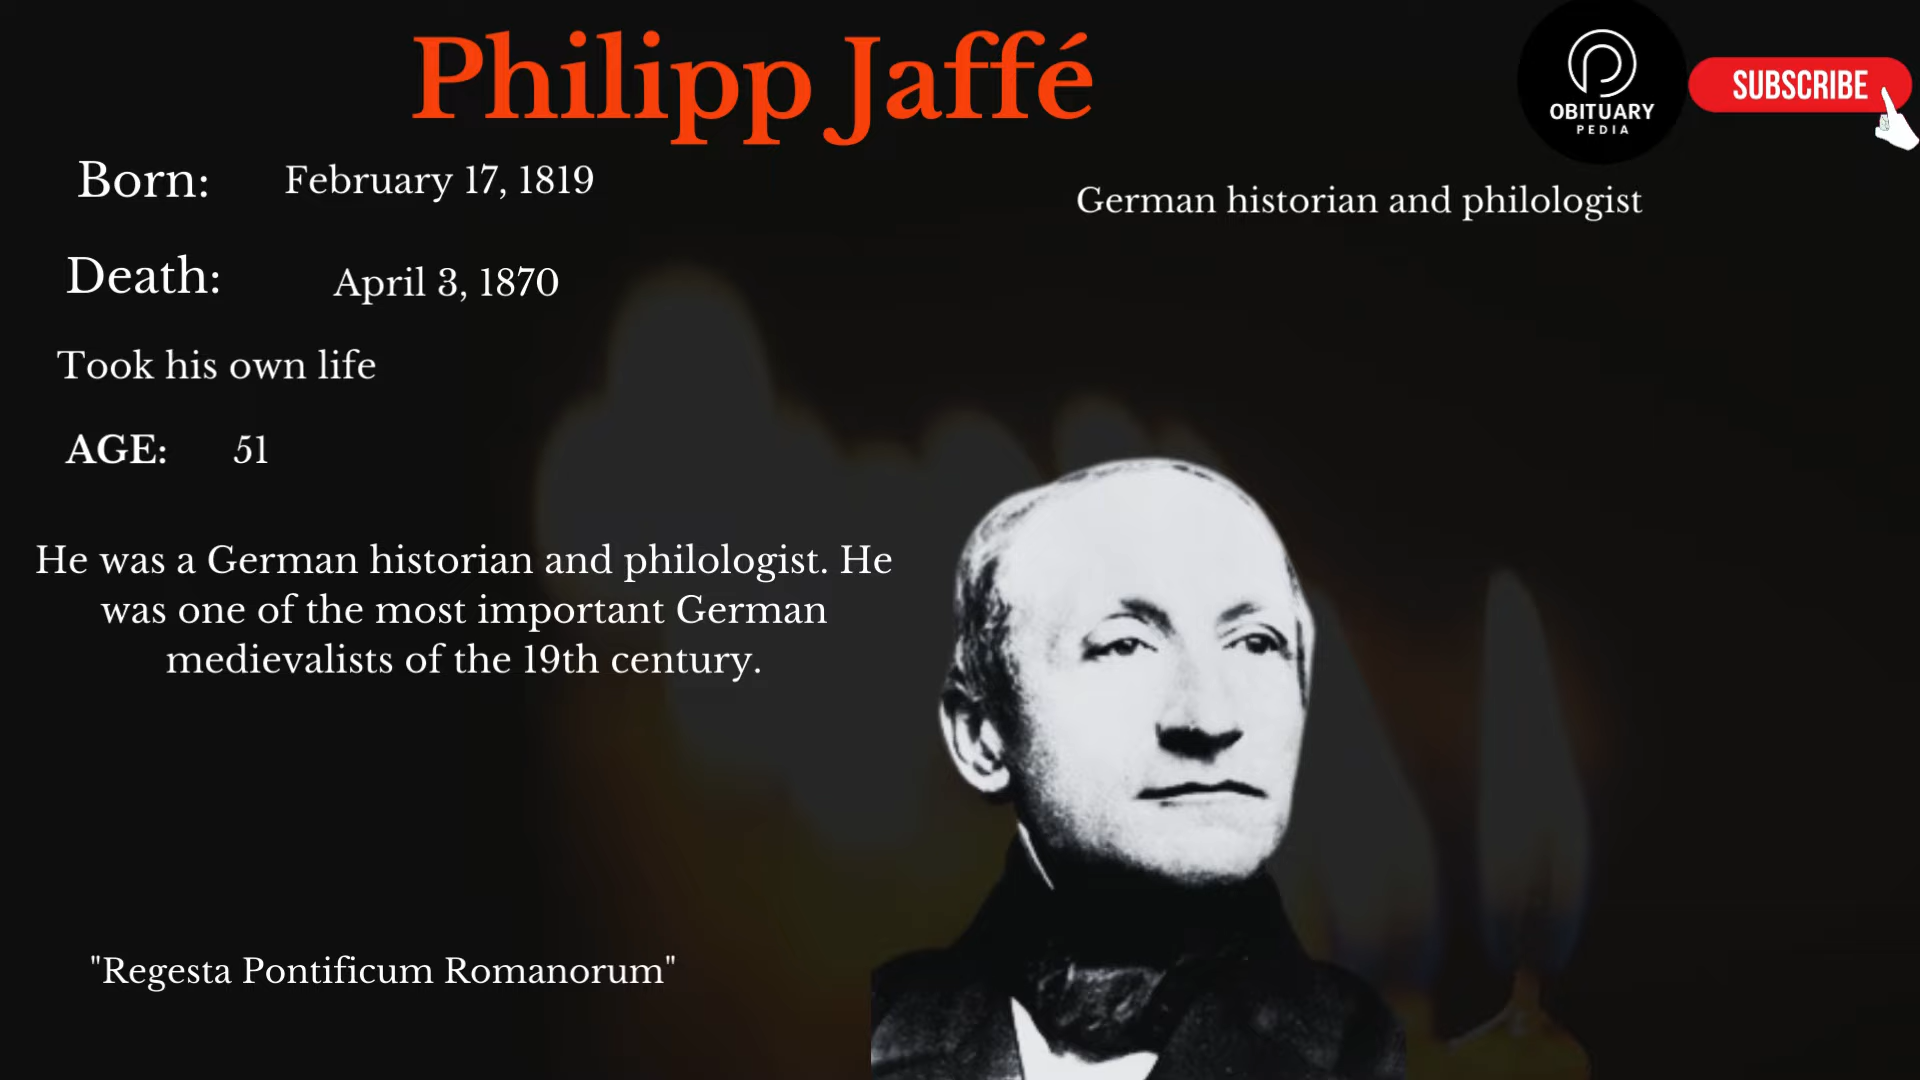 Philipp Jaffé
OBITUARY
PEDIA
SUBSCRIBE
Born: February 17, 1819
German historian and philologist
Death: April 3, 1870
Took his own life
AGE: 51
He was a German historian and philologist. He
was one of the most important German
medievalists of the 19th century.
"Regesta Pontificum Romanorum"